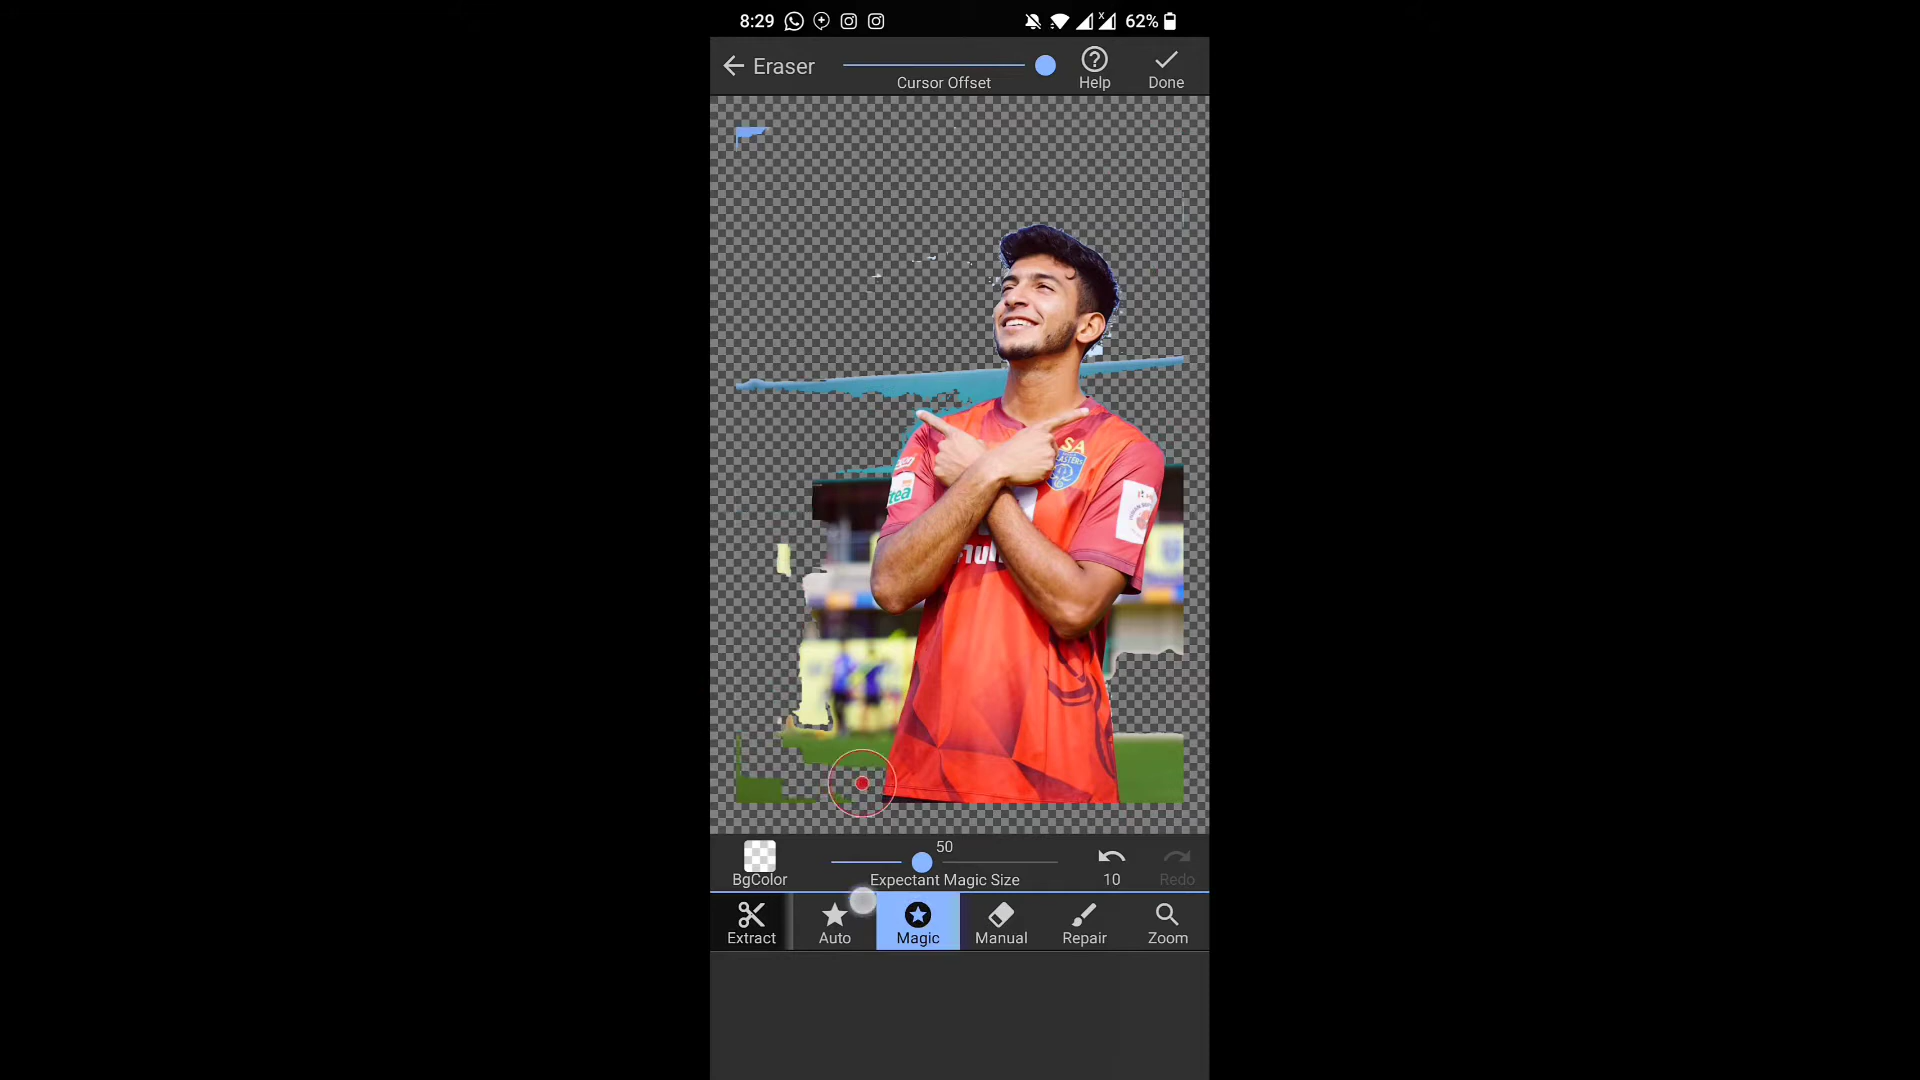 8:29 62%
Eraser
Cursor Offset
Help
Done
SA
50
BgColor
Expectant Magic Size
10
Redo
Extract
Auto
Magic
Manual
Repair
Zoom